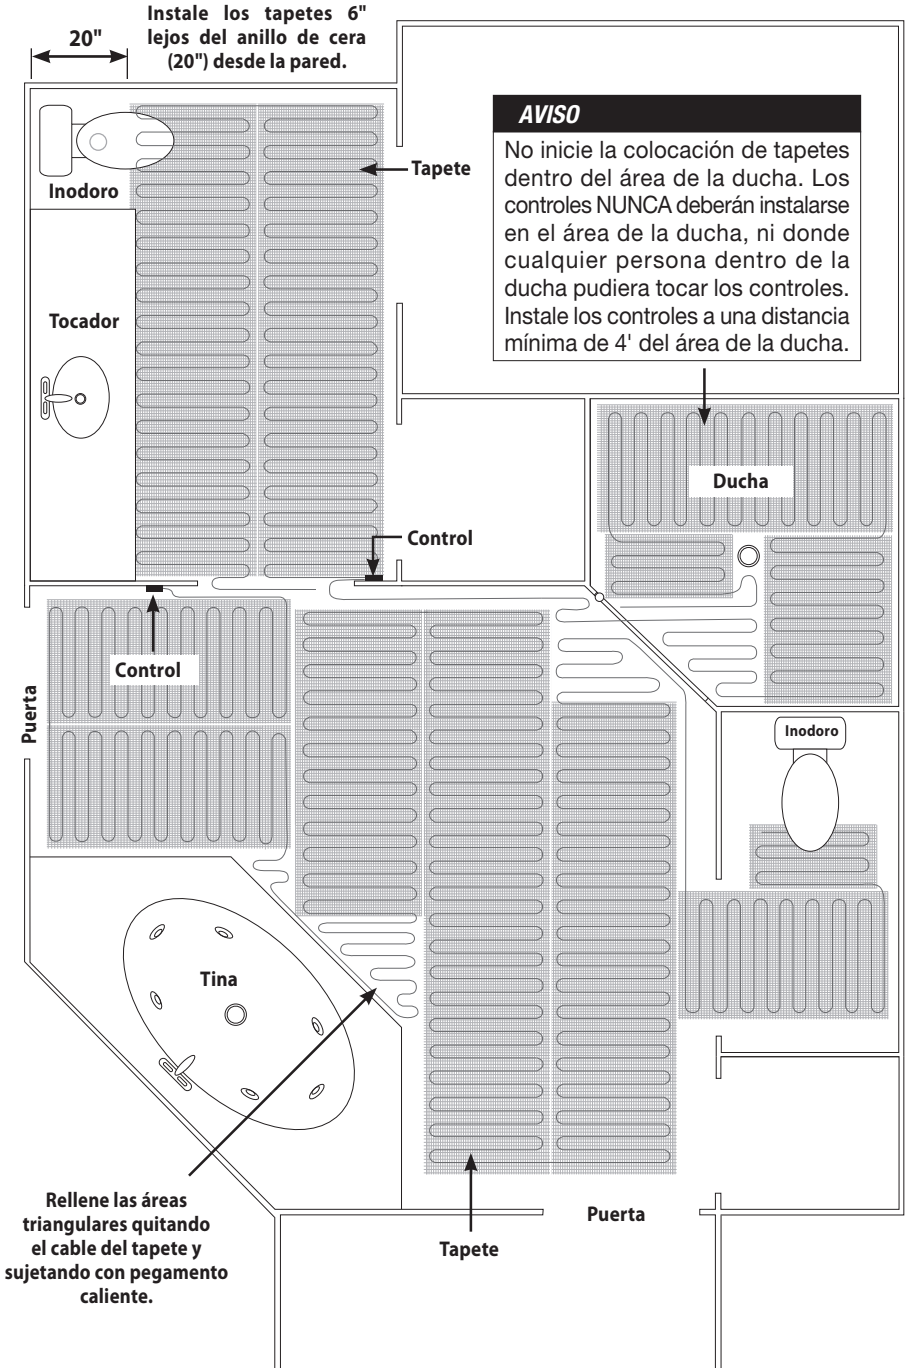 Instale los tapetes 6"
lejos del anillo de cera
(20") desde la pared.
20"
AVISO
No inicie la colocación de tapetes
dentro del área de la ducha. Los
controles NUNCA deberán instalarse
en el área de la ducha, ni donde
cualquier persona dentro de la
ducha pudiera tocar los controles.
Instale los controles a una distancia
mínima de 4' del área de la ducha.
Tapete
Inodoro
Tocador
Ducha
Control
Control
Puerta
Inodoro
Tina
Rellene las áreas
triangulares quitando
el cable del tapete y
sujetando con pegamento
caliente.
Tapete
Puerta